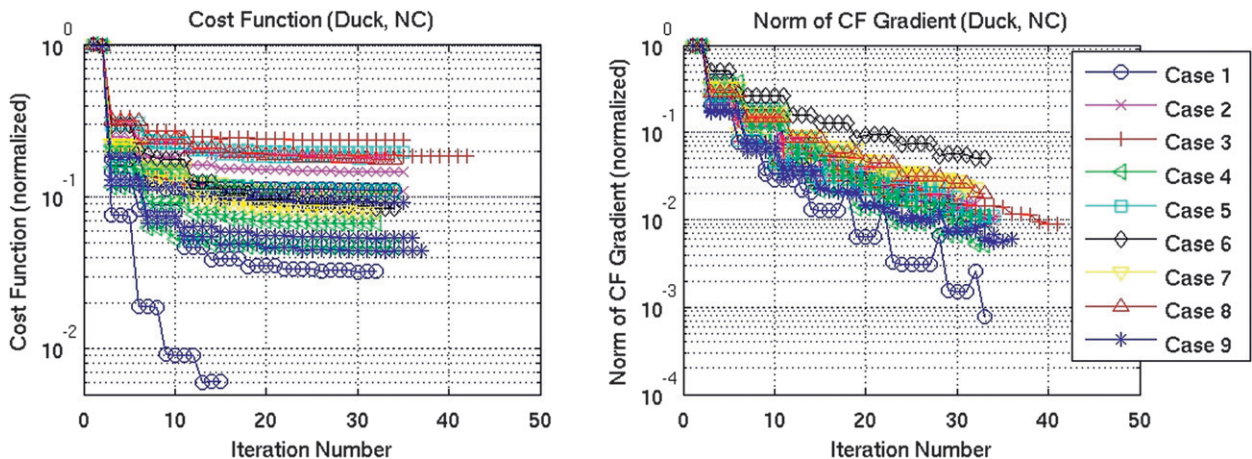 Cost Function (Duck, NC)
10^0
10^-1
10^-2
Cost Function (normalized)
0 10 20 30 40 50
Iteration Number
Norm of CF Gradient (Duck, NC)
10^0
10^-1
10^-2
10^-3
10^-4
Norm of CF Gradient (normalized)
0 10 20 30 40 50
Iteration Number
Case 1
Case 2
Case 3
Case 4
Case 5
Case 6
Case 7
Case 8
Case 9